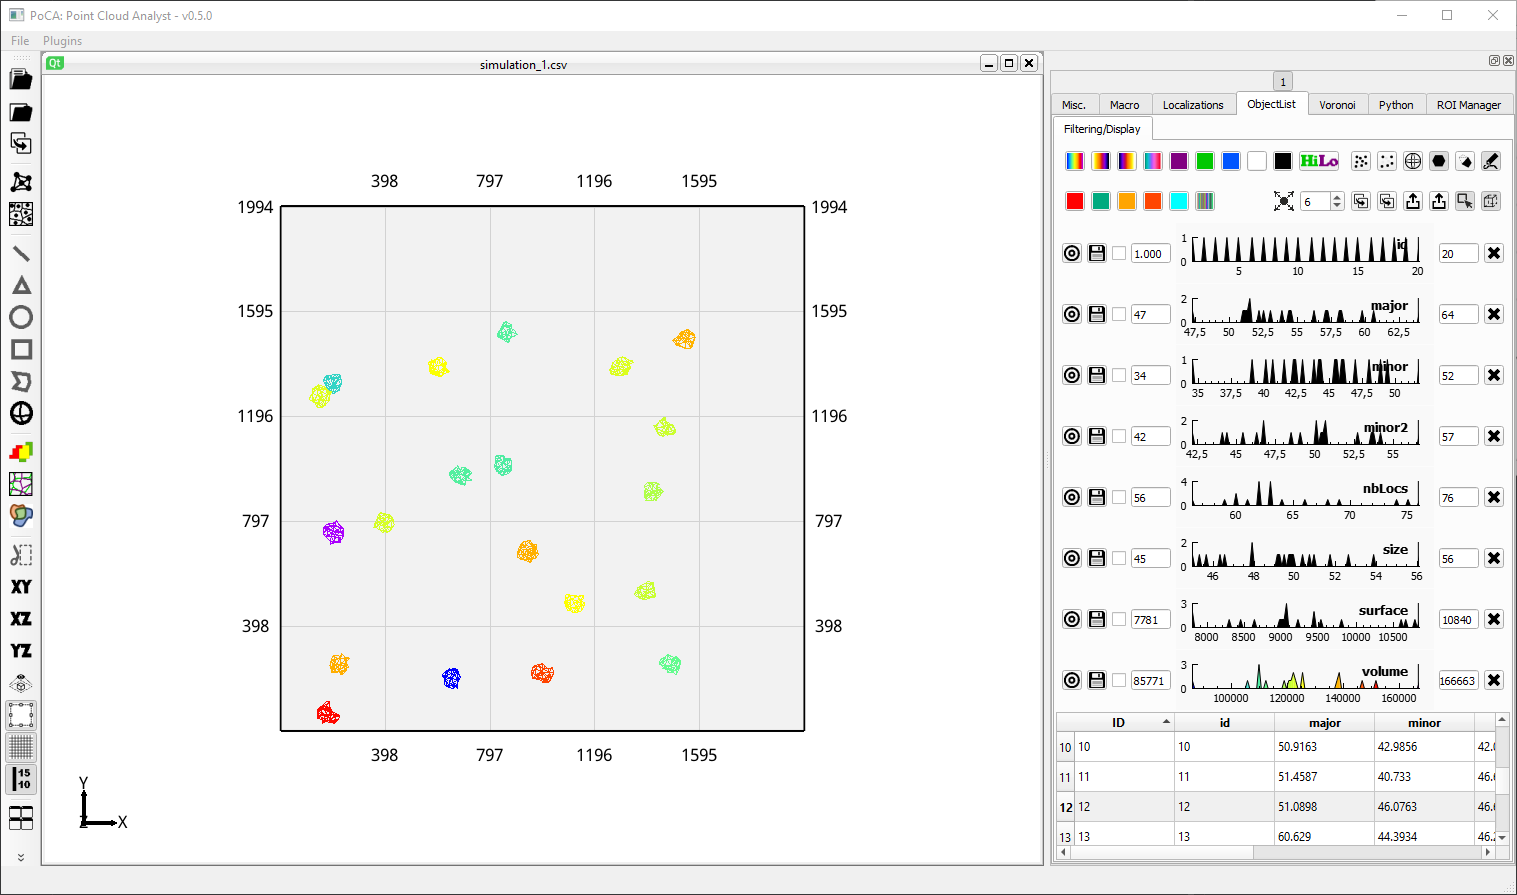 PoCA: Point Cloud Analyst - v0.5.0
File Plugins
Qt simulation_1.csv
398 797 1196 1595
1994 1994
1595 1595
1196 1196
797 797
398 398
398 797 1196 1595
Y
Z X
XY
XZ
YZ
15
10
1
Misc. Macro Localizations ObjectList Voronoi Python ROI Manager
Filtering/Display
HiLo
6
1.000 1 0 id 5 10 15 20 20
47 2 0 major 47,5 50 52,5 55 57,5 60 62,5 64
34 1 0 minor 35 37,5 40 42,5 45 47,5 50 52
42 2 0 minor2 42,5 45 47,5 50 52,5 55 57
56 4 0 nbLocs 60 65 70 75 76
45 2 0 size 46 48 50 52 54 56 56
7781 3 0 surface 8000 8500 9000 9500 10000 10500 10840
85771 3 0 volume 100000 120000 140000 160000 166663
ID id major minor
10 10 10 50.9163 42.9856 42.
11 11 11 51.4587 40.733 46.
12 12 12 51.0898 46.0763 46.
13 13 13 60.629 44.3934 46.